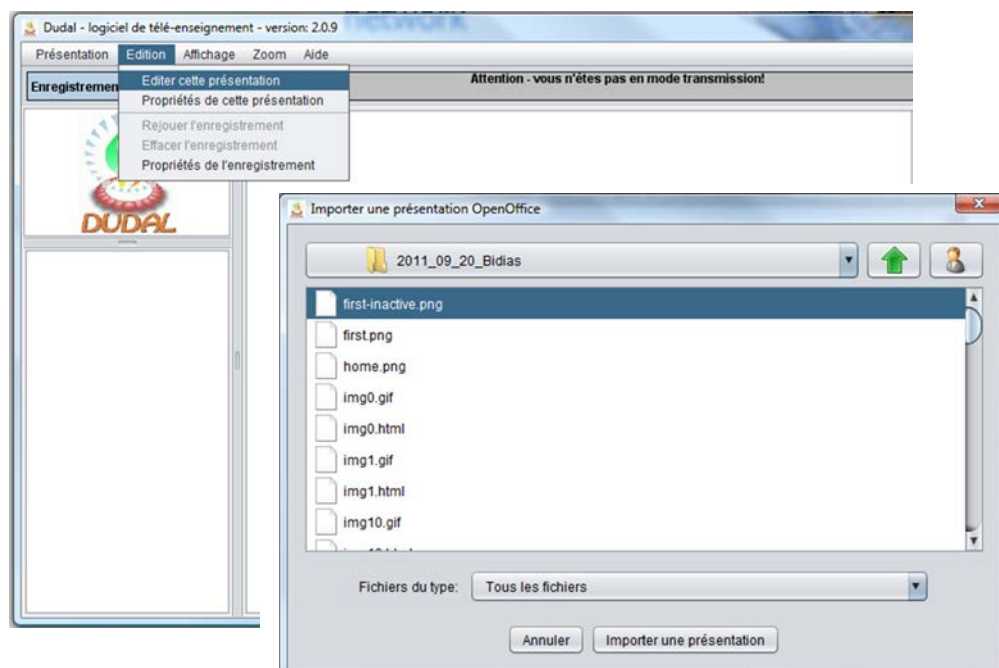 network
Dudal - logiciel de télé-enseignement - version: 2.0.9
Présentation Edition Affichage Zoom Aide
Enregistremen
Attention - vous n'êtes pas en mode transmission!
Editer cette présentation
Propriétés de cette présentation
Rejouer l'enregistrement
Effacer l'enregistrement
Propriétés de l'enregistrement
DUDAL
Importer une présentation OpenOffice
2011_09_20_Bidias
first-inactive.png
first.png
home.png
img0.gif
img0.html
img1.gif
img1.html
img10.gif
Fichiers du type: Tous les fichiers
Annuler Importer une présentation